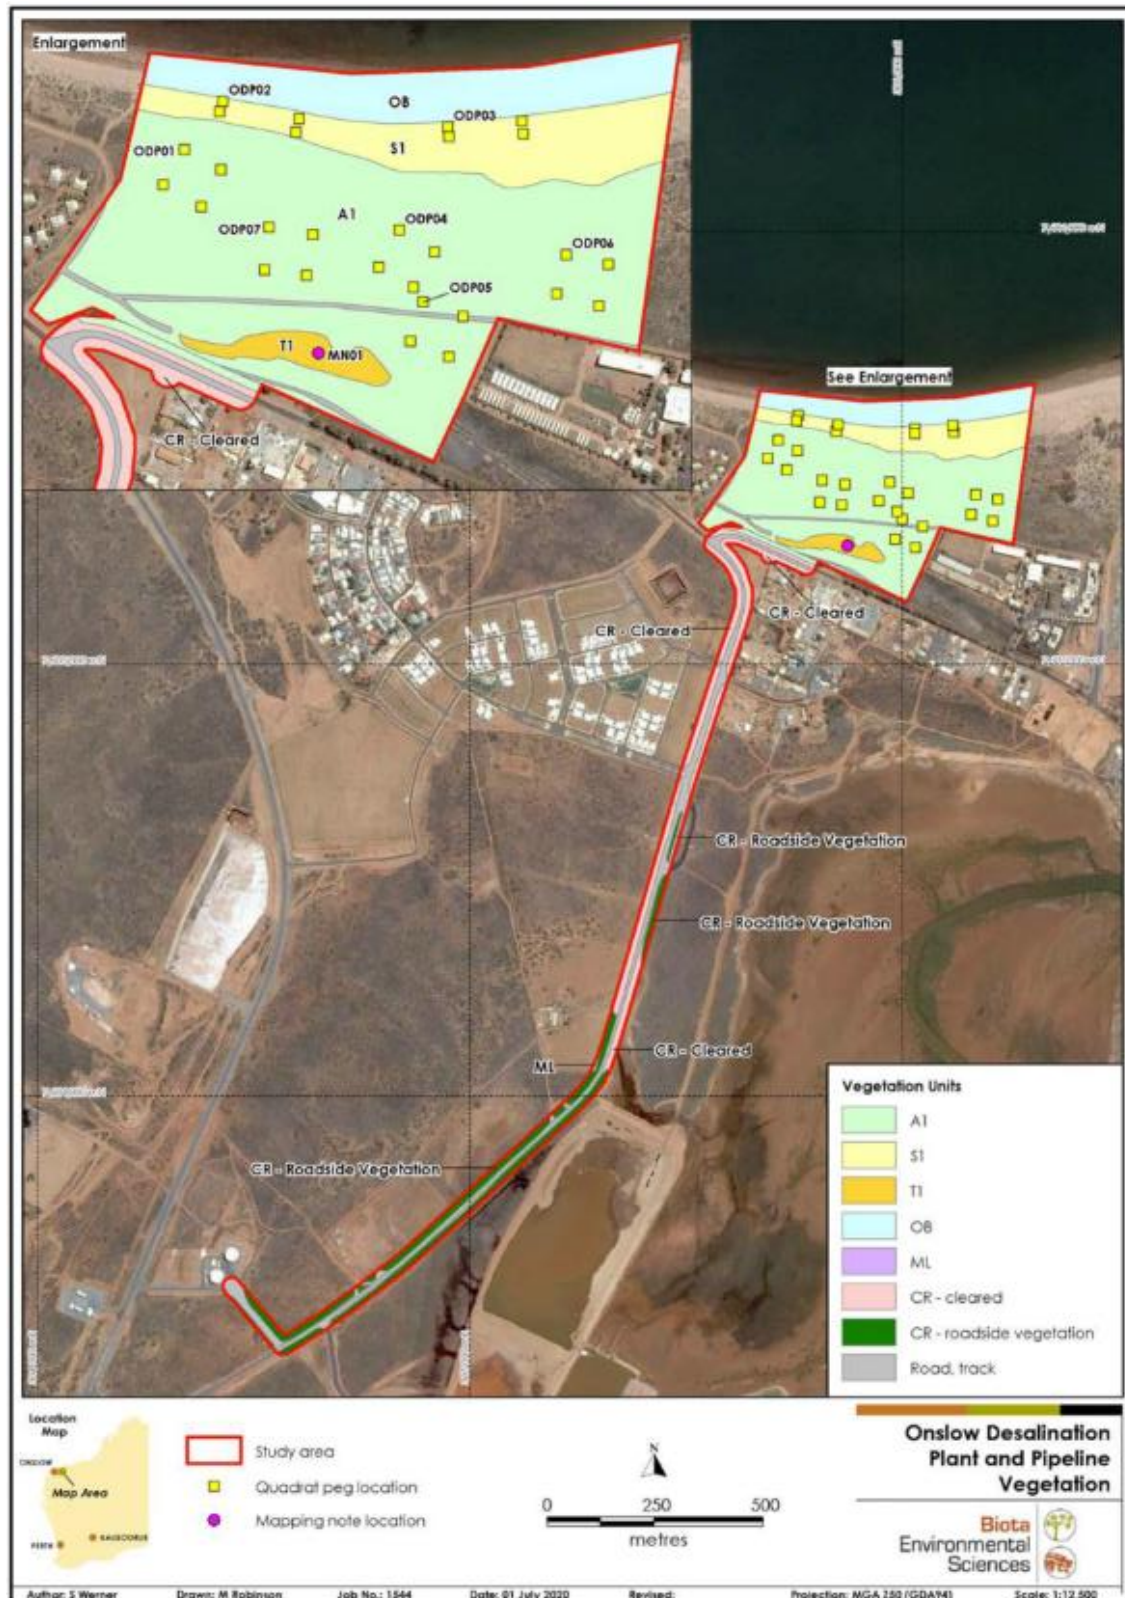 Enlargement
ODP02
OB
ODP03
S1
ODP01
A1
ODP04
ODP07
ODP06
ODP05
T1
MN01
CR - Cleared
See Enlargement
CR - Cleared
CR - Cleared
CR - Roadside Vegetation
CR - Roadside Vegetation
CR - Cleared
ML
CR - Roadside Vegetation
Vegetation Units
A1
S1
T1
OB
ML
CR - cleared
CR - roadside vegetation
Road, track
Location
Map
ONSLOW
Map Area
PERTH
KALGOORLIE
Study area
Quadrat peg location
Mapping note location
N
0 250 500
metres
Onslow Desalination
Plant and Pipeline
Vegetation
Biota
Environmental
Sciences
Author: S Werner Drawn: M Robinson Job No.: 1544 Date: 01 July 2020 Revised: Projection: MGA Z50 (GDA94) Scale: 1:12,500